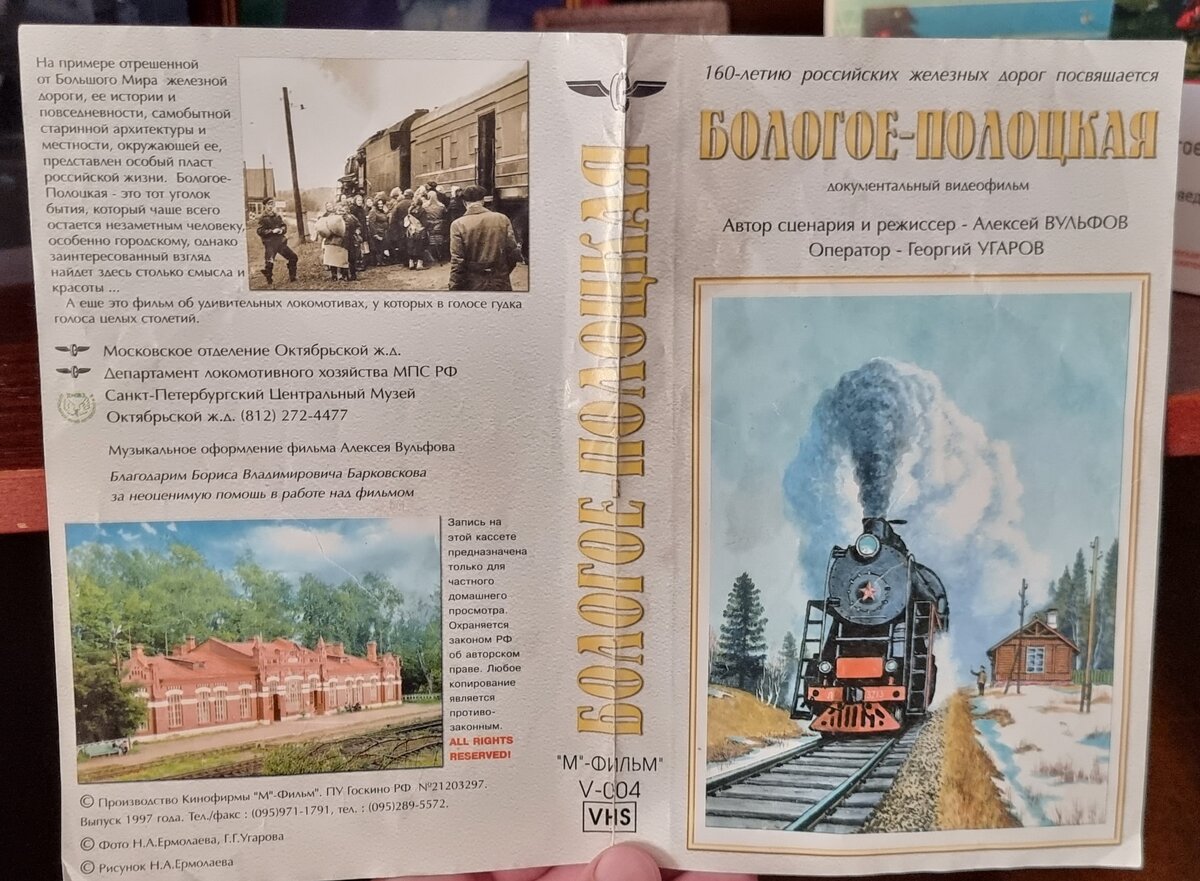 На примере отрешенной
от Большого Мира железной
дороги, ее истории и
повседневности, самобытной
старинной архитектуры и
местности, окружающей ее,
представлен особый пласт
российской жизни. Бологое-
Полоцкая - это тот уголок
бытия, который чаще всего
остается незаметным человеку,
особенно городскому, однако
заинтересованный взгляд
найдет здесь столько смысла и
красоты ...
А еще это фильм об удивительных локомотивах, у которых в голосе гудка
голоса целых столетий.
Московское отделение Октябрьской ж.д.
Департамент локомотивного хозяйства МПС РФ
Санкт-Петербургский Центральный Музей
Октябрьской ж.д. (812) 272-4477
Музыкальное оформление фильма Алексея Вульфова
Благодарим Бориса Владимировича Барковскова
за неоценимую помощь в работе над фильмом
Запись на
этой кассете
предназначена
только для
частного
домашнего
просмотра.
Охраняется
законом РФ
об авторском
праве. Любое
копирование
является
противо-
законным.
ALL RIGHTS
RESERVED!
© Производство Кинофирмы "М"-Фильм". ПУ Госкино РФ №21203297.
Выпуск 1997 года. Тел./факс : (095)971-1791, тел. : (095)289-5572.
© Фото Н.А.Ермолаева, Г.Г.Угарова
© Рисунок Н.А.Ермолаева
БОЛОГОЕ-ПОЛОЦКАЯ
"М"-ФИЛЬМ"
V-004
VHS
160-летию российских железных дорог посвящается
БОЛОГОЕ-ПОЛОЦКАЯ
документальный видеофильм
Автор сценария и режиссер - Алексей ВУЛЬФОВ
Оператор - Георгий УГАРОВ